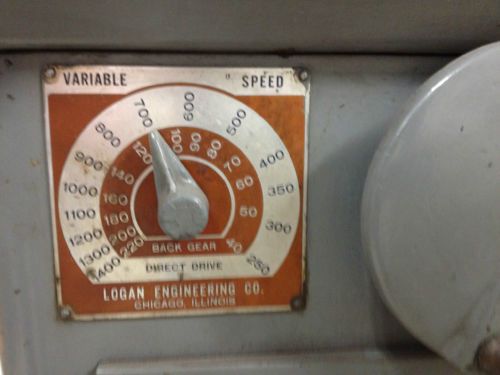 VARIABLE SPEED
250 300 350 400 500 600 700 800 900 1000 1100 1200 1300 1400
40 50 60 70 80 90 100 120 140 160 180 200 220
BACK GEAR
DIRECT DRIVE
LOGAN ENGINEERING CO.
CHICAGO, ILLINOIS